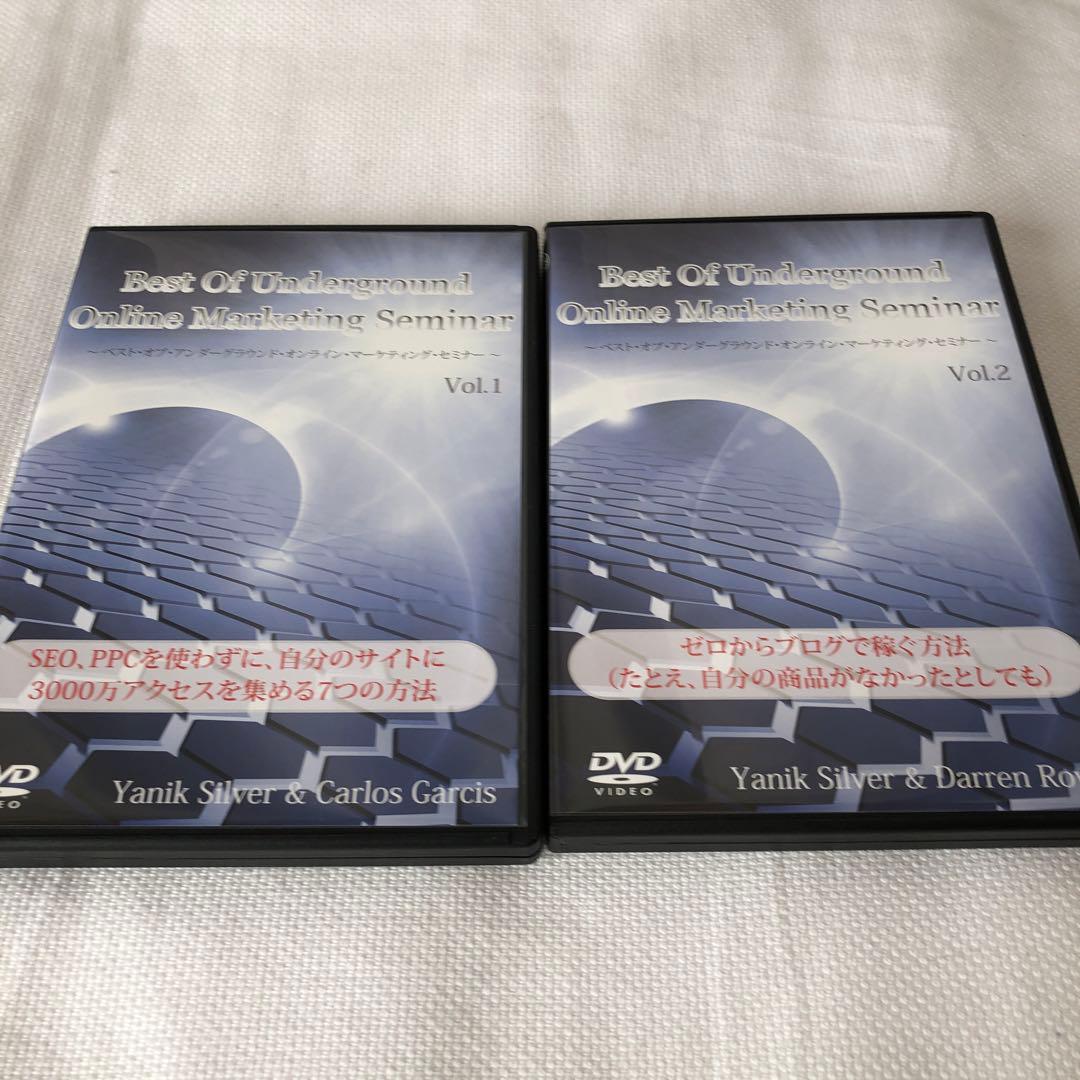 Best Of Underground
Online Marketing Seminar
～ベスト・オブ・アンダーグラウンド・オンライン・マーケティング・セミナー～
Vol.1
SEO、PPCを使わずに、自分のサイトに
3000万アクセスを集める7つの方法
DVD
VIDEO
Yanik Silver & Carlos Garcis
Best Of Underground
Online Marketing Seminar
～ベスト・オブ・アンダーグラウンド・オンライン・マーケティング・セミナー～
Vol.2
ゼロからブログで稼ぐ方法
(たとえ、自分の商品がなかったとしても)
DVD
VIDEO
Yanik Silver & Darren